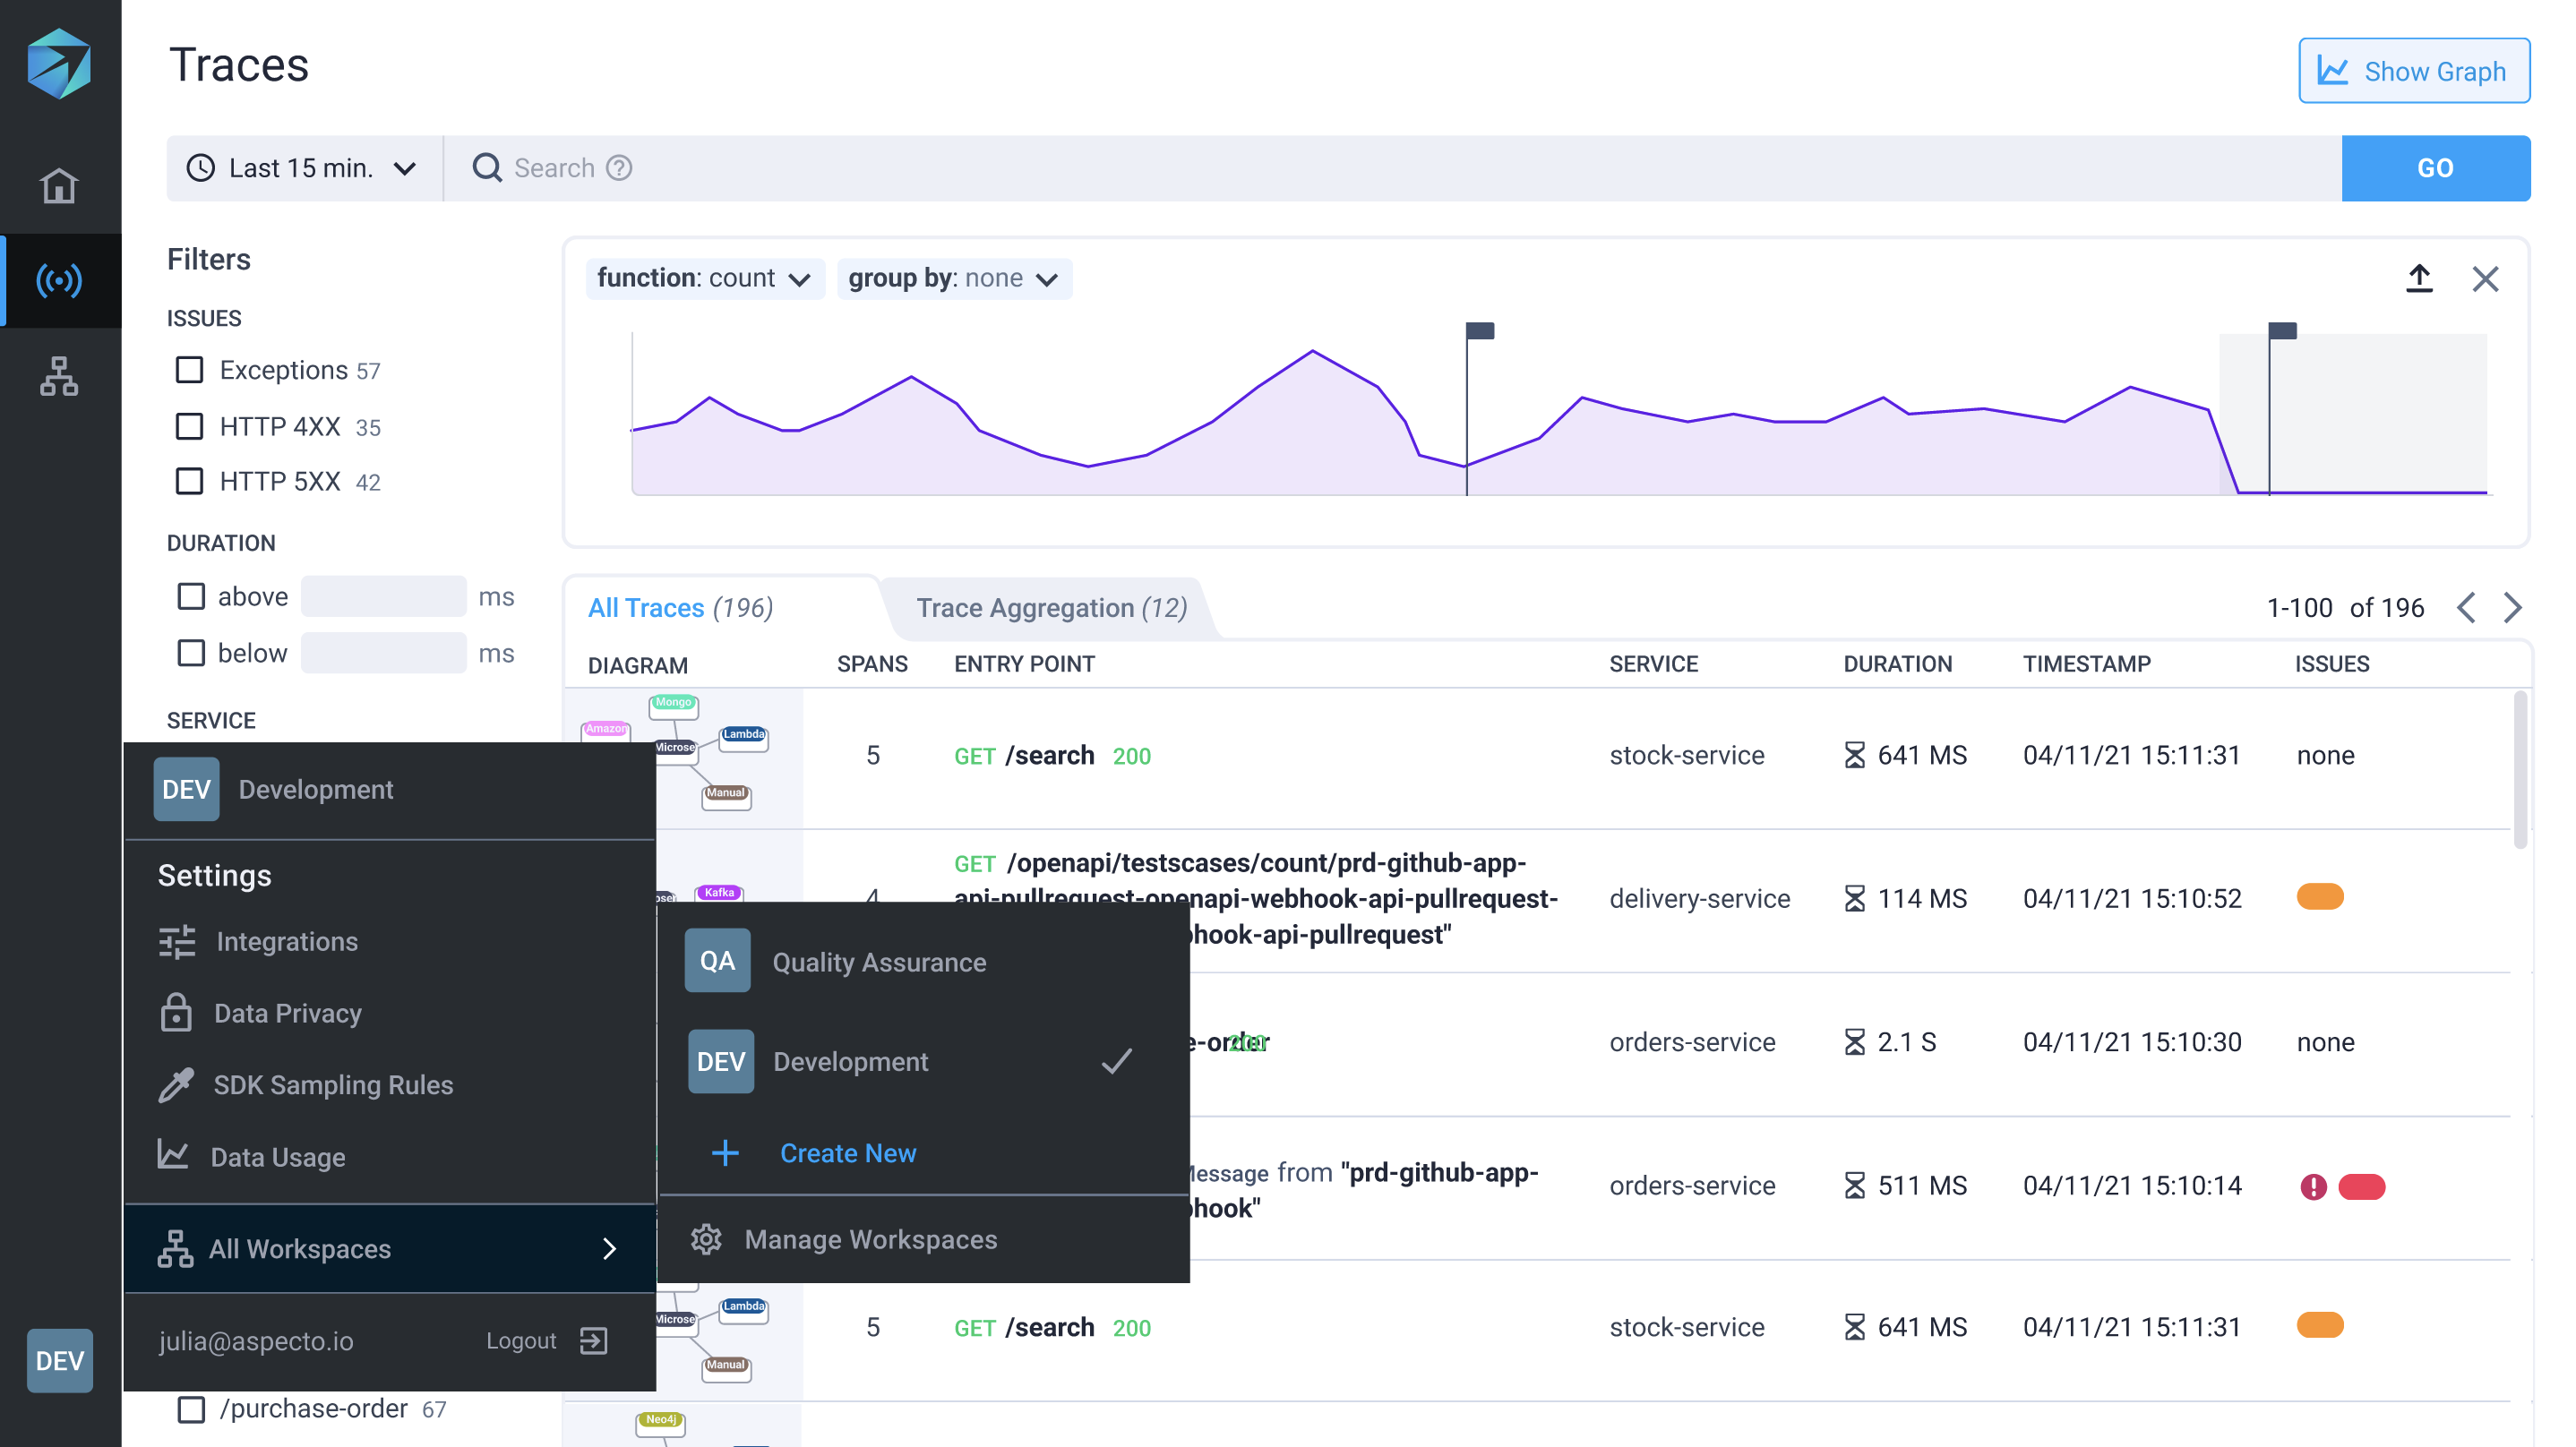 Traces
Show Graph
Last 15 min.
Search
GO
Filters
ISSUES
Exceptions 57
HTTP 4XX 35
HTTP 5XX 42
DURATION
above ms
below ms
SERVICE
function: count
group by: none
All Traces (196)
Trace Aggregation (12)
1-100 of 196
DIAGRAM SPANS ENTRY POINT SERVICE DURATION TIMESTAMP ISSUES
Mongo
Amazon
Lambda
Microse
Manual
5 GET /search 200 stock-service 641 MS 04/11/21 15:11:31 none
Kafka
4 GET /openapi/testscases/count/prd-github-app-
api-pullrequest-openapi-webhook-api-pullrequest-
hook-api-pullrequest"
delivery-service 114 MS 04/11/21 15:10:52
e-order 200 orders-service 2.1 S 04/11/21 15:10:30 none
Message from "prd-github-app-
hook"
orders-service 511 MS 04/11/21 15:10:14
Lambda
Microse
Manual
5 GET /search 200 stock-service 641 MS 04/11/21 15:11:31
Neo4j
DEV Development
Settings
Integrations
Data Privacy
SDK Sampling Rules
Data Usage
All Workspaces
julia@aspecto.io Logout
QA Quality Assurance
DEV Development
Create New
Manage Workspaces
DEV
/purchase-order 67